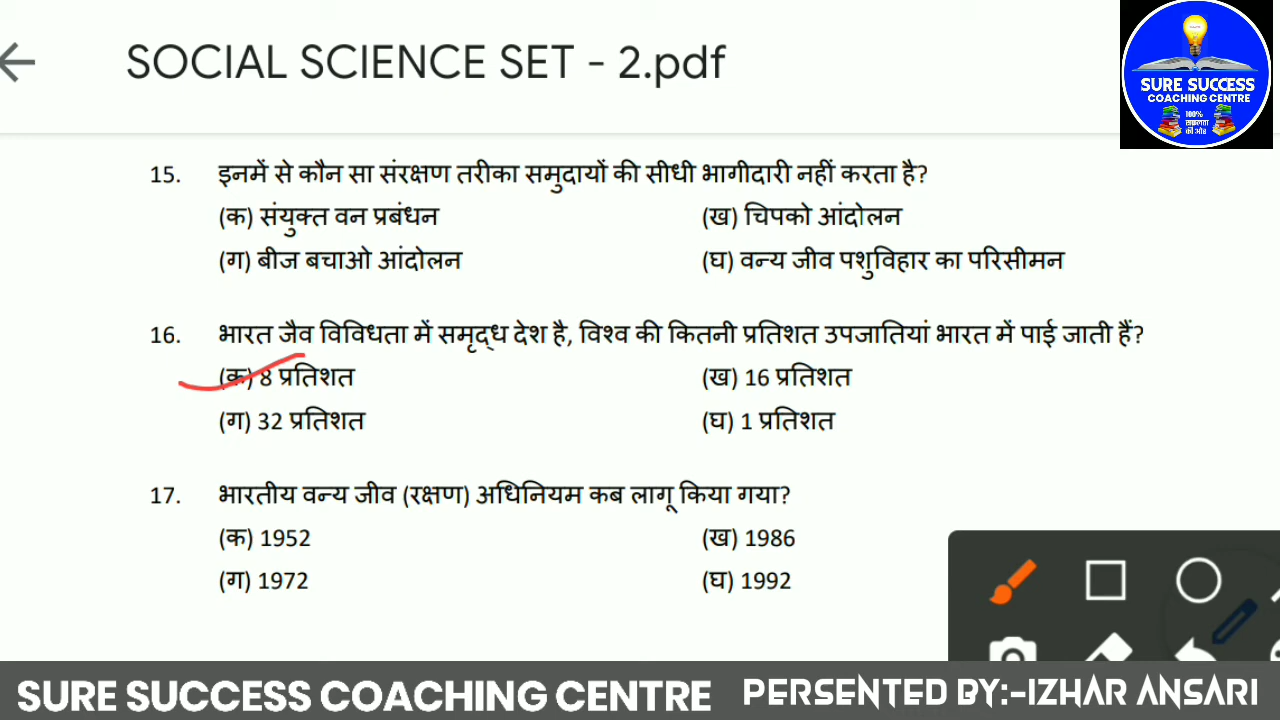 SOCIAL SCIENCE SET - 2.pdf
SURE SUCCESS
COACHING CENTRE
100%
सफलता
की ओर
15. इनमें से कौन सा संरक्षण तरीका समुदायों की सीधी भागीदारी नहीं करता है?
(क) संयुक्त वन प्रबंधन (ख) चिपको आंदोलन
(ग) बीज बचाओ आंदोलन (घ) वन्य जीव पशुविहार का परिसीमन
16. भारत जैव विविधता में समृद्ध देश है, विश्व की कितनी प्रतिशत उपजातियां भारत में पाई जाती हैं?
(क) 8 प्रतिशत (ख) 16 प्रतिशत
(ग) 32 प्रतिशत (घ) 1 प्रतिशत
17. भारतीय वन्य जीव (रक्षण) अधिनियम कब लागू किया गया?
(क) 1952 (ख) 1986
(ग) 1972 (घ) 1992
SURE SUCCESS COACHING CENTRE PERSENTED BY:-IZHAR ANSARI